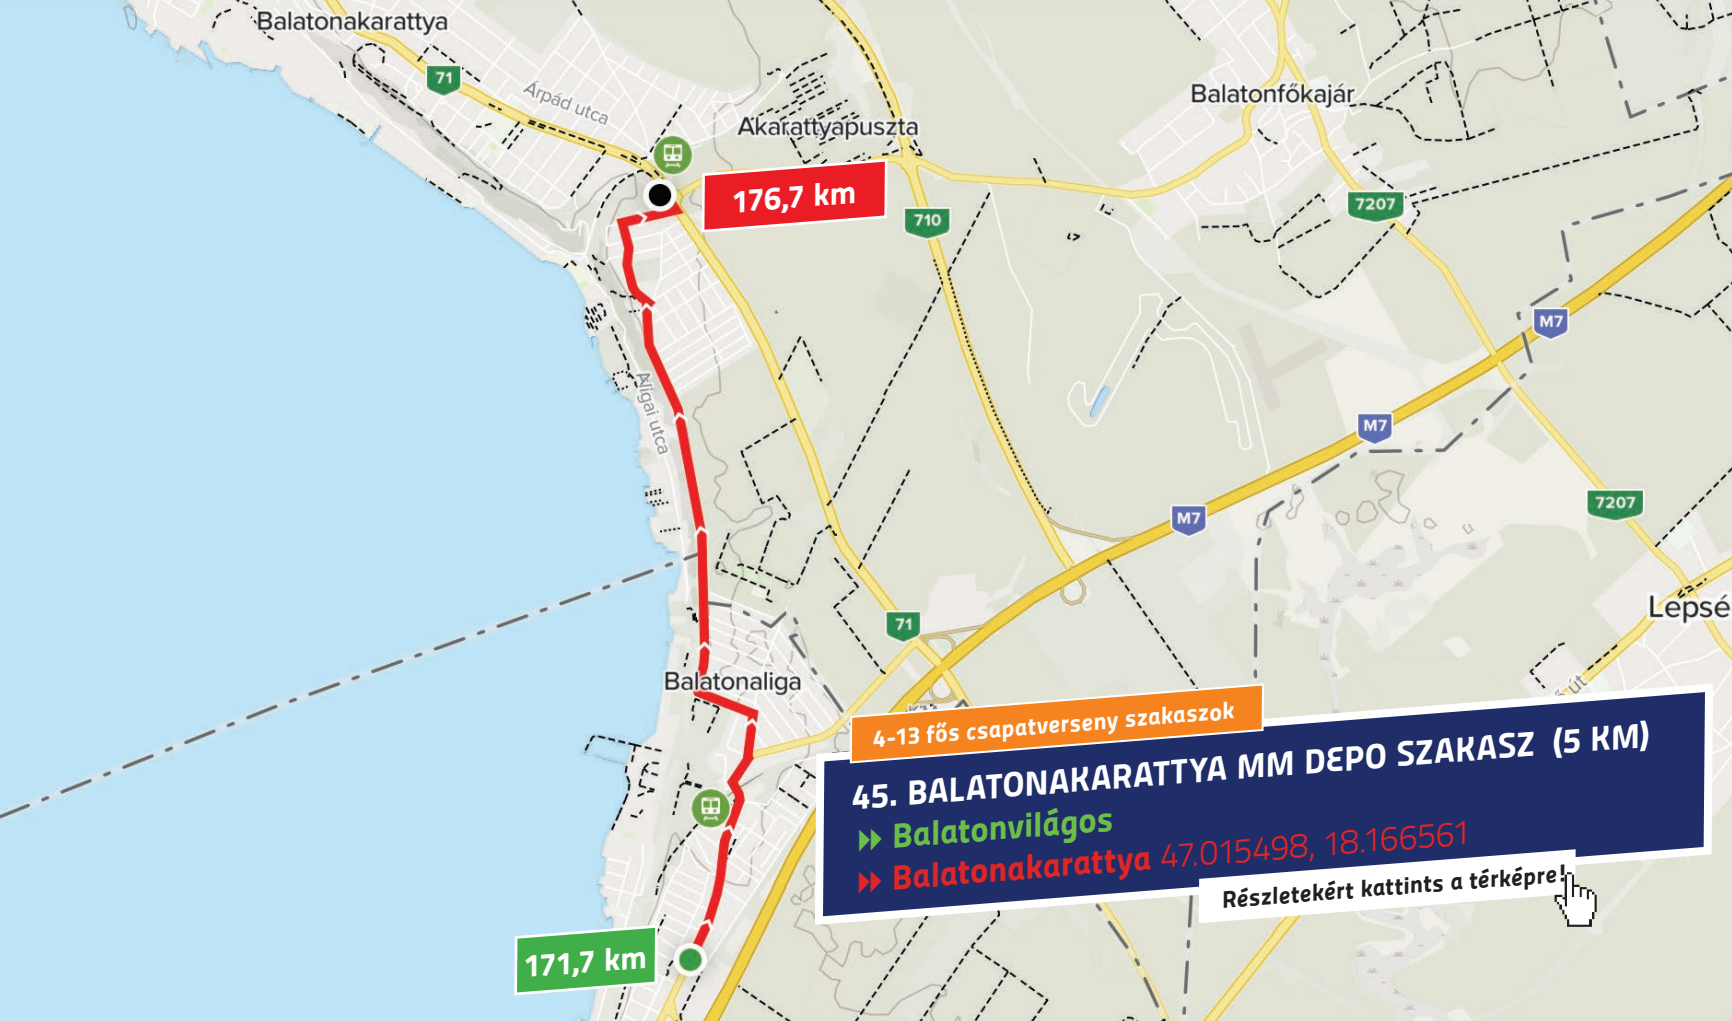 Balatonakarattya
71
Árpád utca
Akarattyapuszta
Balatonfőkajár
176,7 km
710
7207
M7
Aligai utca
M7
7207
M7
71
Lepsé
Balatonaliga
út
4-13 fős csapatverseny szakaszok
45. BALATONAKARATTYA MM DEPO SZAKASZ (5 KM)
Balatonvilágos
Balatonakarattya 47.015498, 18.166561
Részletekért kattints a térképre!
171,7 km